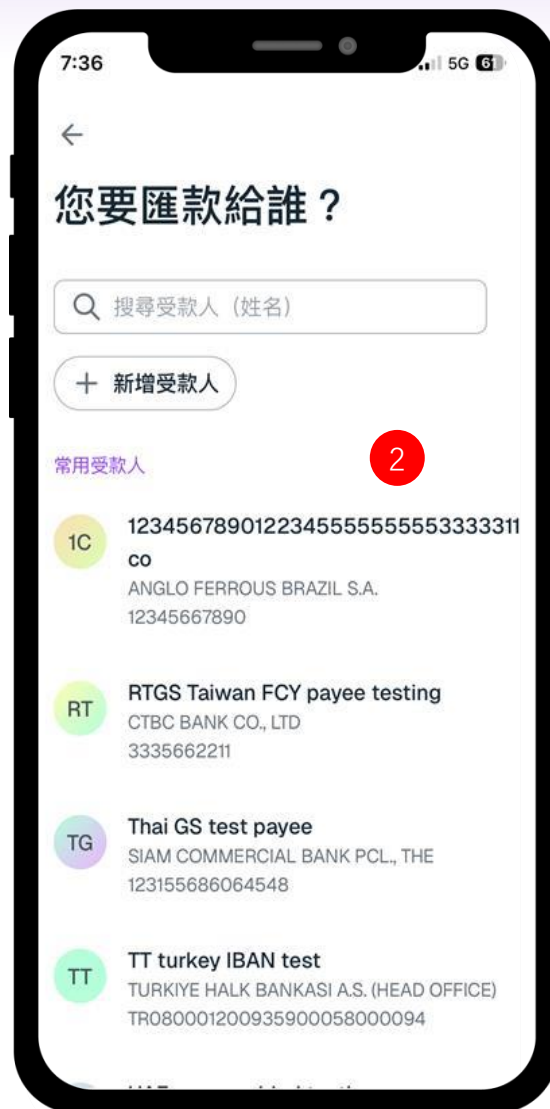 7:36
5G 61
您要匯款給誰？
搜尋受款人（姓名）
新增受款人
常用受款人
2
1C
1234567890122345555555553333311
co
ANGLO FERROUS BRAZIL S.A.
12345667890
RT
RTGS Taiwan FCY payee testing
CTBC BANK CO., LTD
3335662211
TG
Thai GS test payee
SIAM COMMERCIAL BANK PCL., THE
123155686064548
TT
TT turkey IBAN test
TURKIYE HALK BANKASI A.S. (HEAD OFFICE)
TR080001200935900058000094